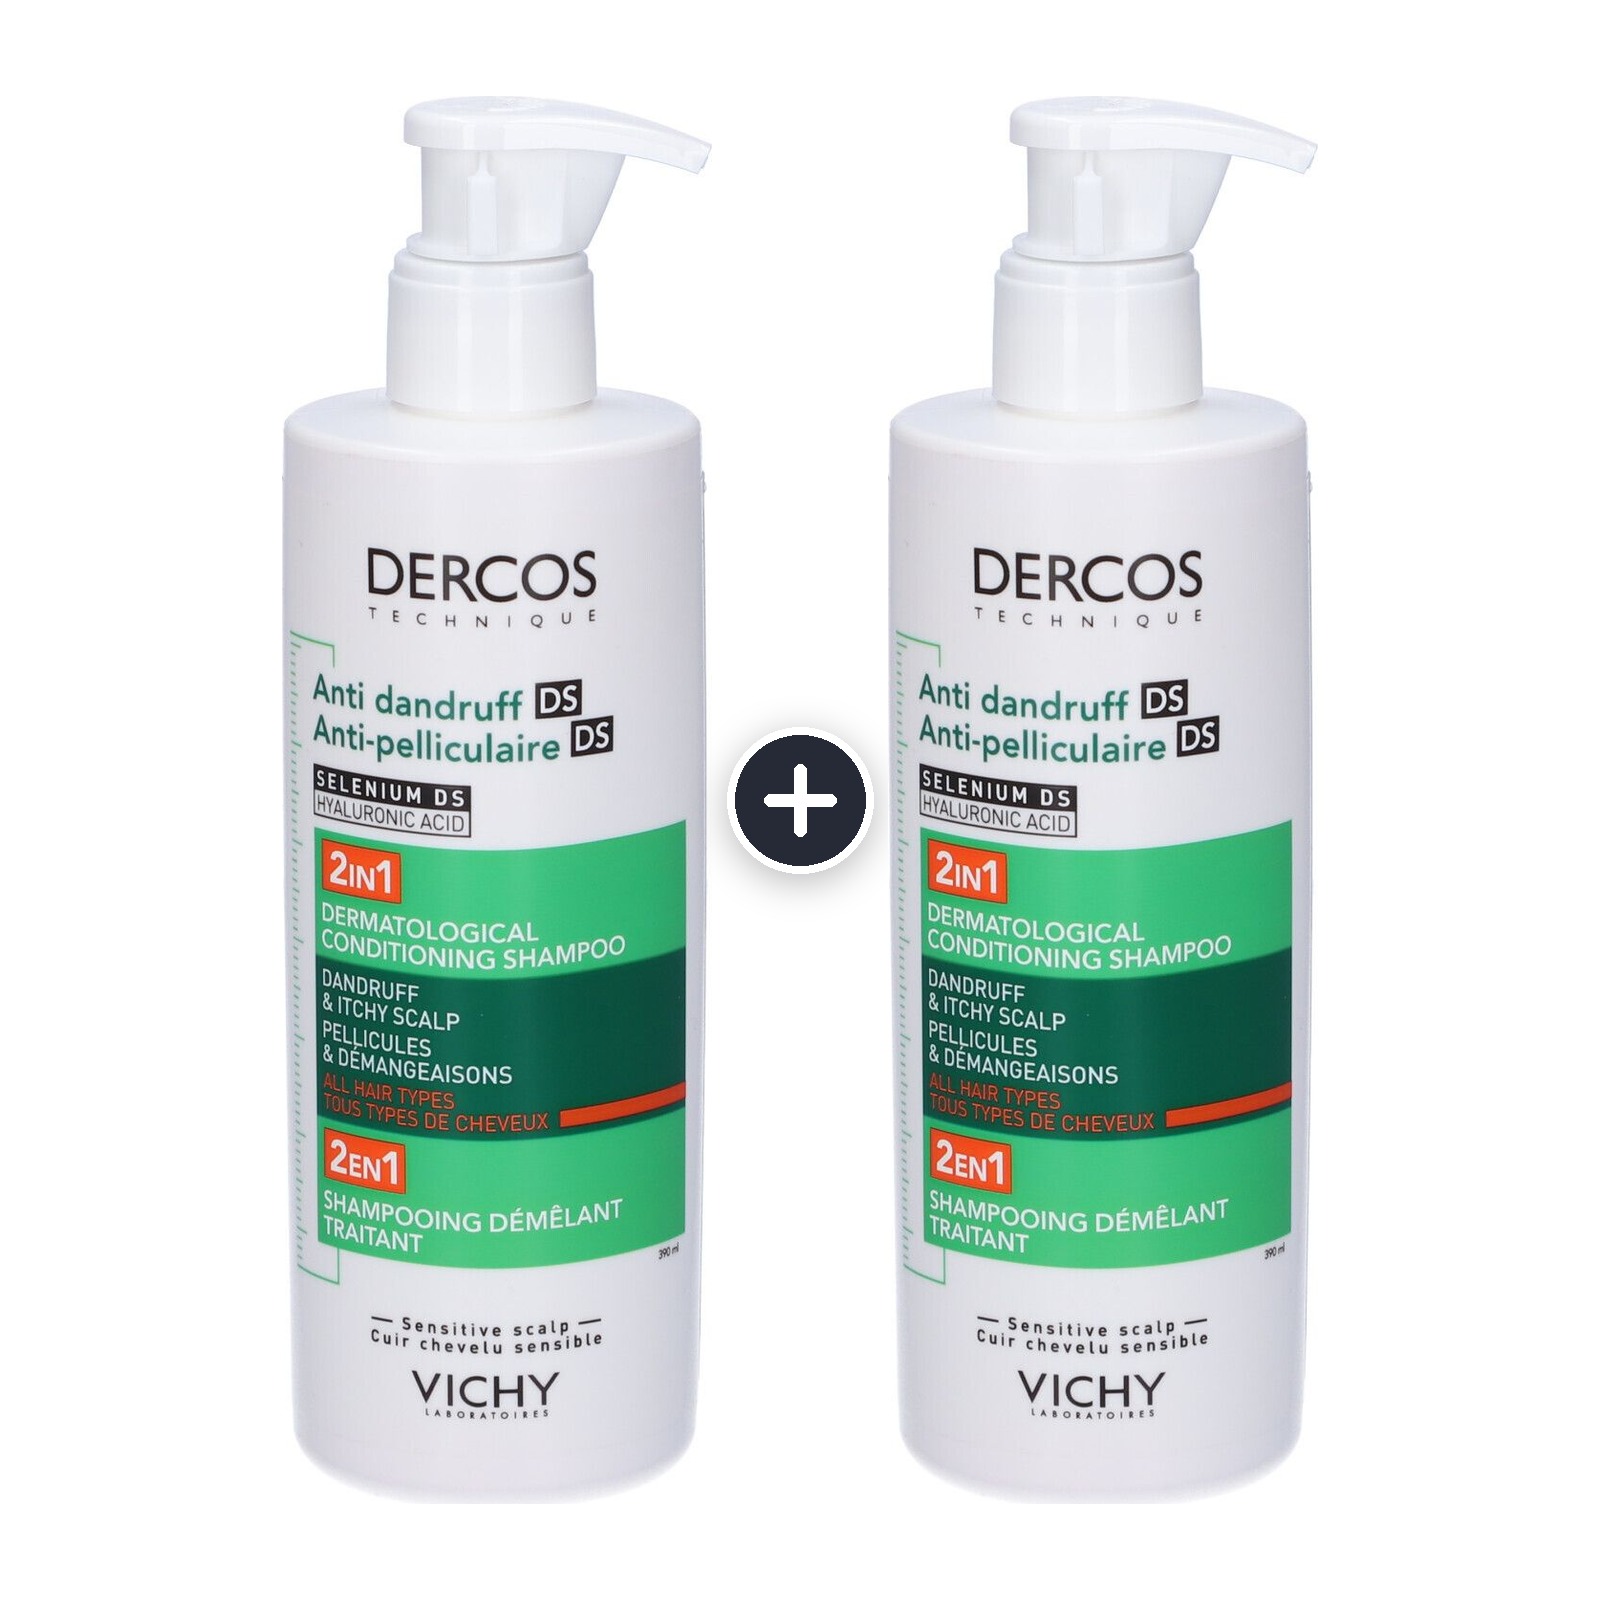 DERCOS
TECHNIQUE
Anti dandruff DS
Anti-pelliculaire DS
SELENIUM DS
HYALURONIC ACID
2IN1
DERMATOLOGICAL
CONDITIONING SHAMPOO
DANDRUFF
& ITCHY SCALP
PELLICULES
& DÉMANGEAISONS
ALL HAIR TYPES
TOUS TYPES DE CHEVEUX
2EN1
SHAMPOOING DÉMÊLANT
TRAITANT
390 ml
Sensitive scalp
Cuir chevelu sensible
VICHY
LABORATOIRES
+
DERCOS
TECHNIQUE
Anti dandruff DS
Anti-pelliculaire DS
SELENIUM DS
HYALURONIC ACID
2IN1
DERMATOLOGICAL
CONDITIONING SHAMPOO
DANDRUFF
& ITCHY SCALP
PELLICULES
& DÉMANGEAISONS
ALL HAIR TYPES
TOUS TYPES DE CHEVEUX
2EN1
SHAMPOOING DÉMÊLANT
TRAITANT
390 ml
Sensitive scalp
Cuir chevelu sensible
VICHY
LABORATOIRES